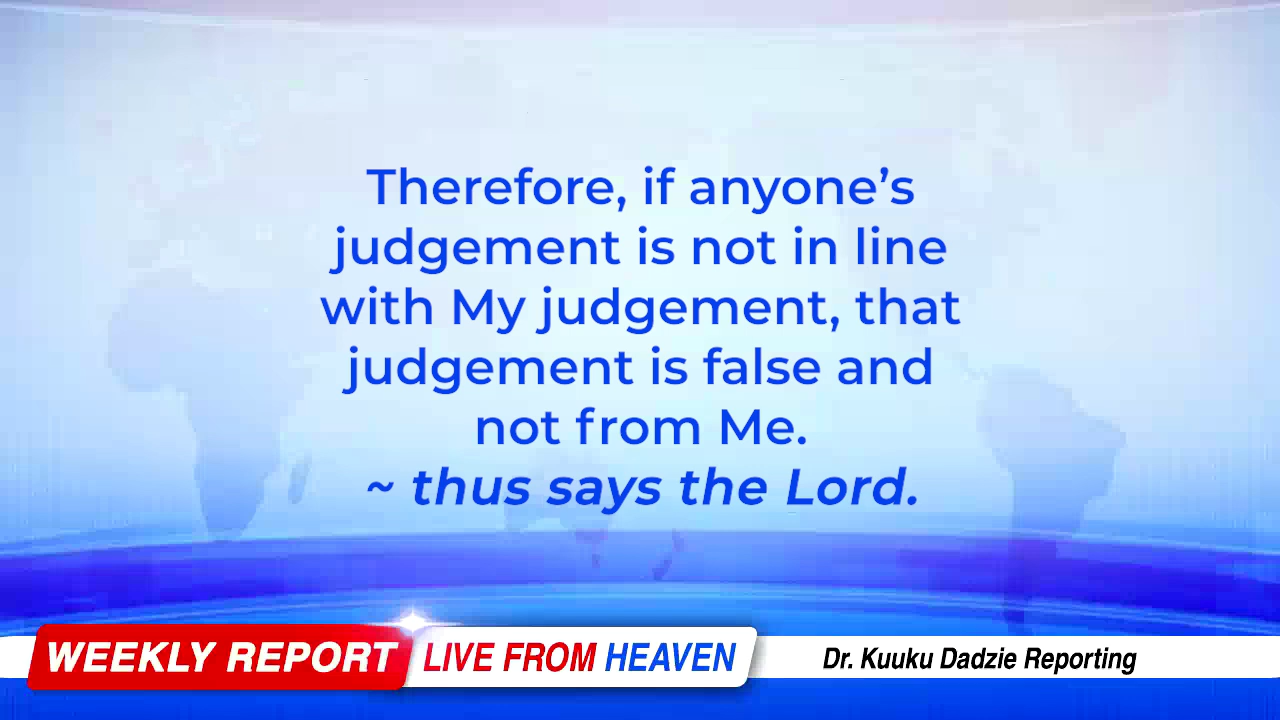 Therefore, if anyone’s
judgement is not in line
with My judgement, that
judgement is false and
not from Me.
~ thus says the Lord.
WEEKLY REPORT LIVE FROM HEAVEN Dr. Kuuku Dadzie Reporting